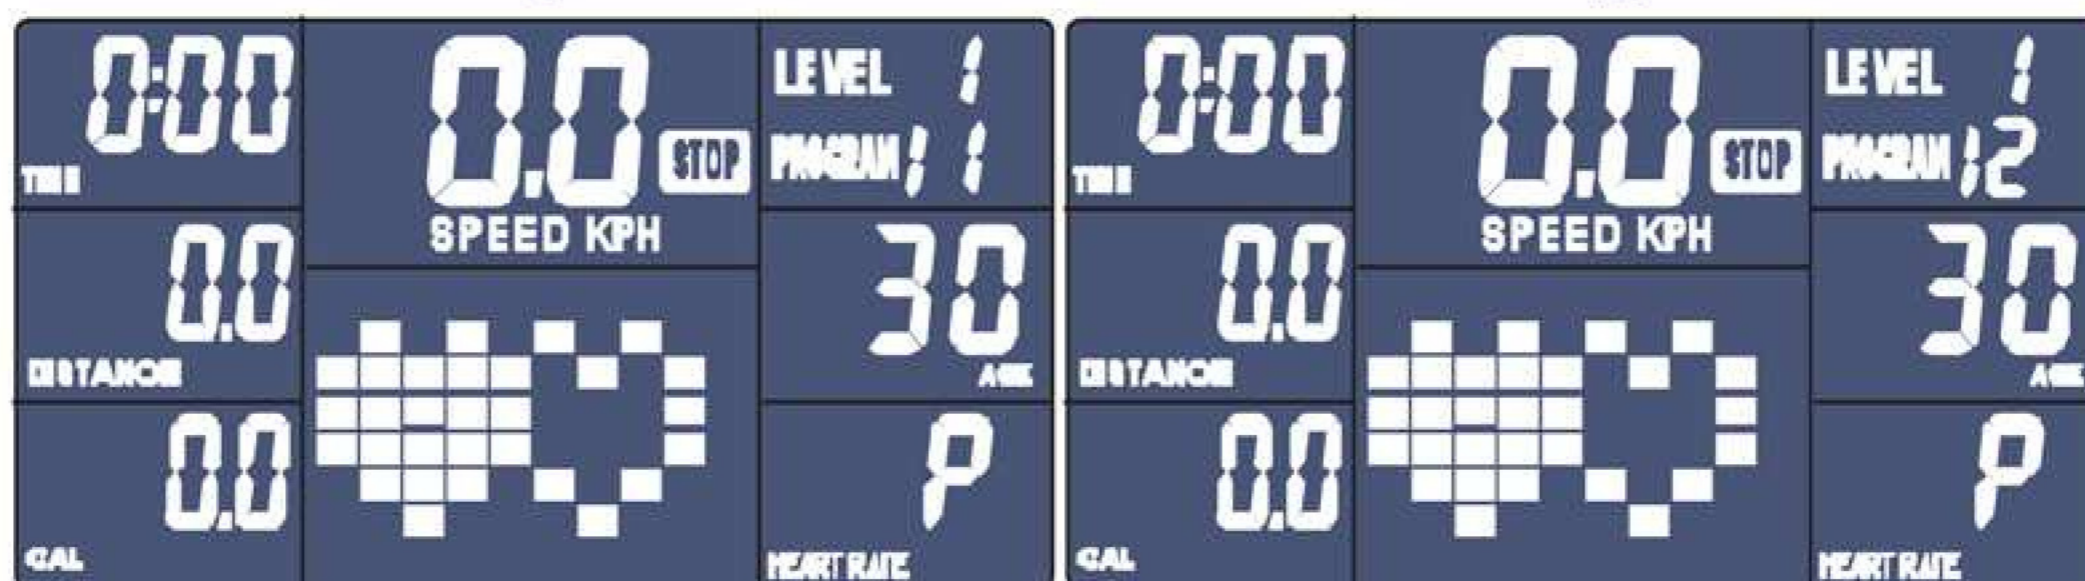 0:00
TIME
0.0
DISTANCE
0.0
CAL
0.0
STOP
SPEED KPH
LEVEL 1
PROGRAM 11
30
AGE
P
HEART RATE
0:00
TIME
0.0
DISTANCE
0.0
CAL
0.0
STOP
SPEED KPH
LEVEL 1
PROGRAM 12
30
AGE
P
HEART RATE